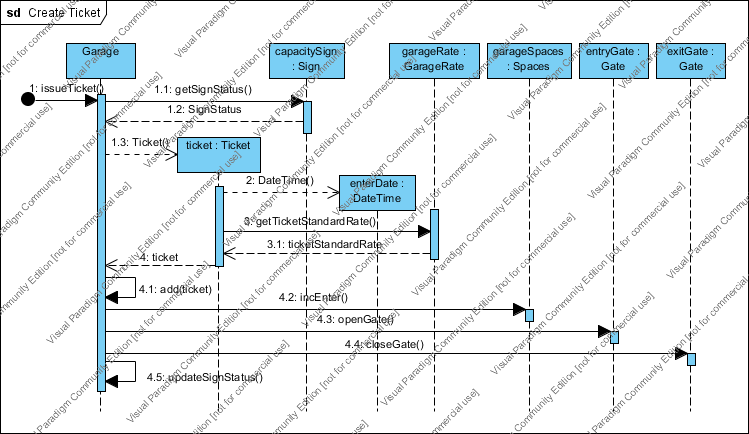 sd Create Ticket
Garage
capacitySign
: Sign
garageRate :
GarageRate
garageSpaces
: Spaces
entryGate :
Gate
exitGate :
Gate
1: issueTicket()
1.1: getSignStatus()
1.2: SignStatus
1.3: Ticket()
ticket : Ticket
2: DateTime()
enterDate :
DateTime
3: getTicketStandardRate()
3.1: ticketStandardRate
4: ticket
4.1: add(ticket)
4.2: incEnter()
4.3: openGate()
4.4: closeGate()
4.5: updateSignStatus()
Visual Paradigm Community Edition [not for commercial use]